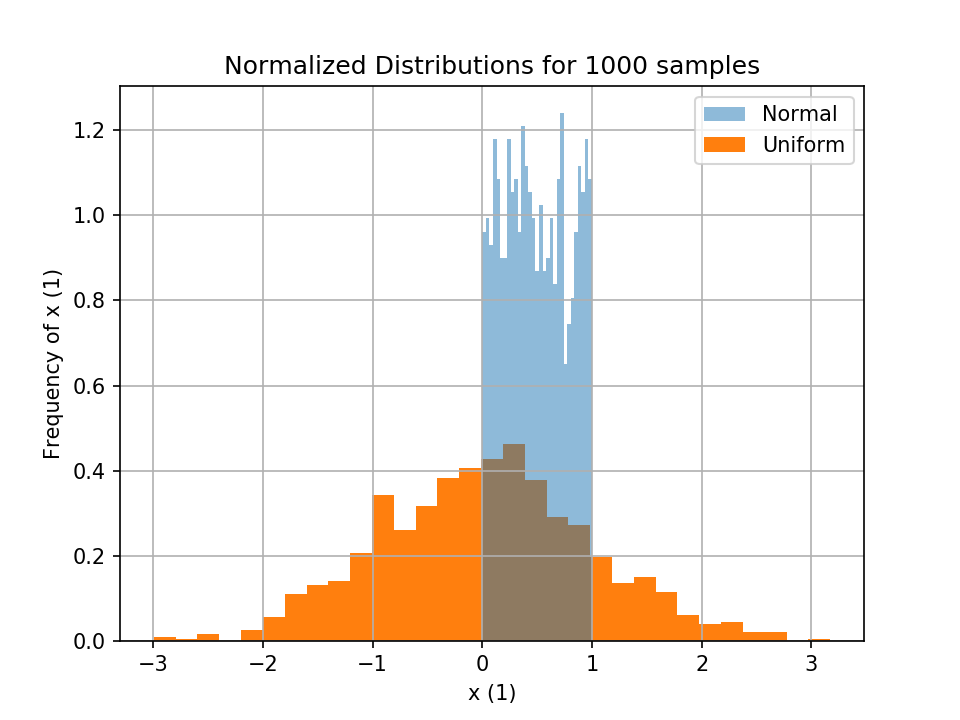 Normalized Distributions for 1000 samples
Normal
Uniform
1.2
1.0
0.8
0.6
0.4
0.2
0.0
Frequency of x (1)
−3
−2
−1
0
1
2
3
x (1)